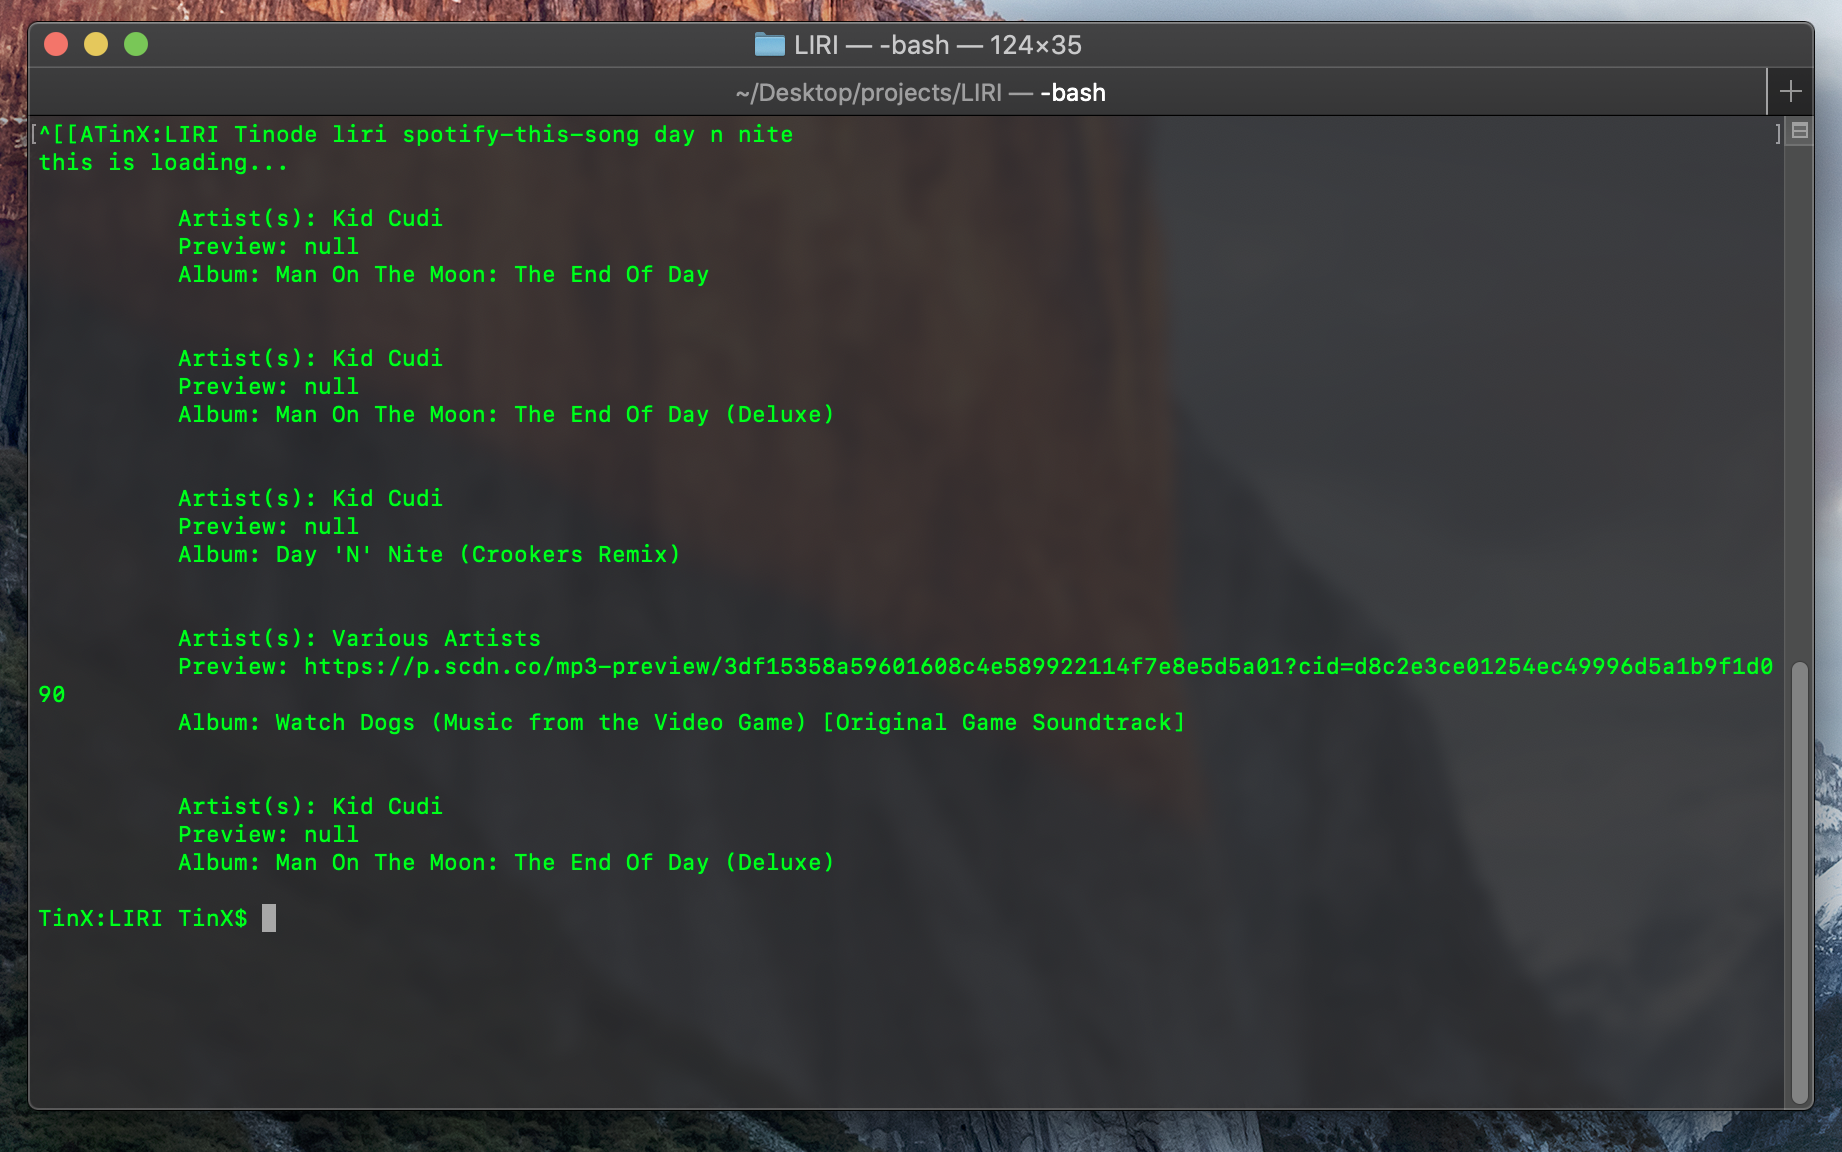 LIRI — -bash — 124×35
~/Desktop/projects/LIRI — -bash
[^[[ATinX:LIRI Tinode liri spotify-this-song day n nite ]
this is loading...
Artist(s): Kid Cudi
Preview: null
Album: Man On The Moon: The End Of Day
Artist(s): Kid Cudi
Preview: null
Album: Man On The Moon: The End Of Day (Deluxe)
Artist(s): Kid Cudi
Preview: null
Album: Day 'N' Nite (Crookers Remix)
Artist(s): Various Artists
Preview: https://p.scdn.co/mp3-preview/3df15358a59601608c4e589922114f7e8e5d5a01?cid=d8c2e3ce01254ec49996d5a1b9f1d0
90
Album: Watch Dogs (Music from the Video Game) [Original Game Soundtrack]
Artist(s): Kid Cudi
Preview: null
Album: Man On The Moon: The End Of Day (Deluxe)
TinX:LIRI TinX$